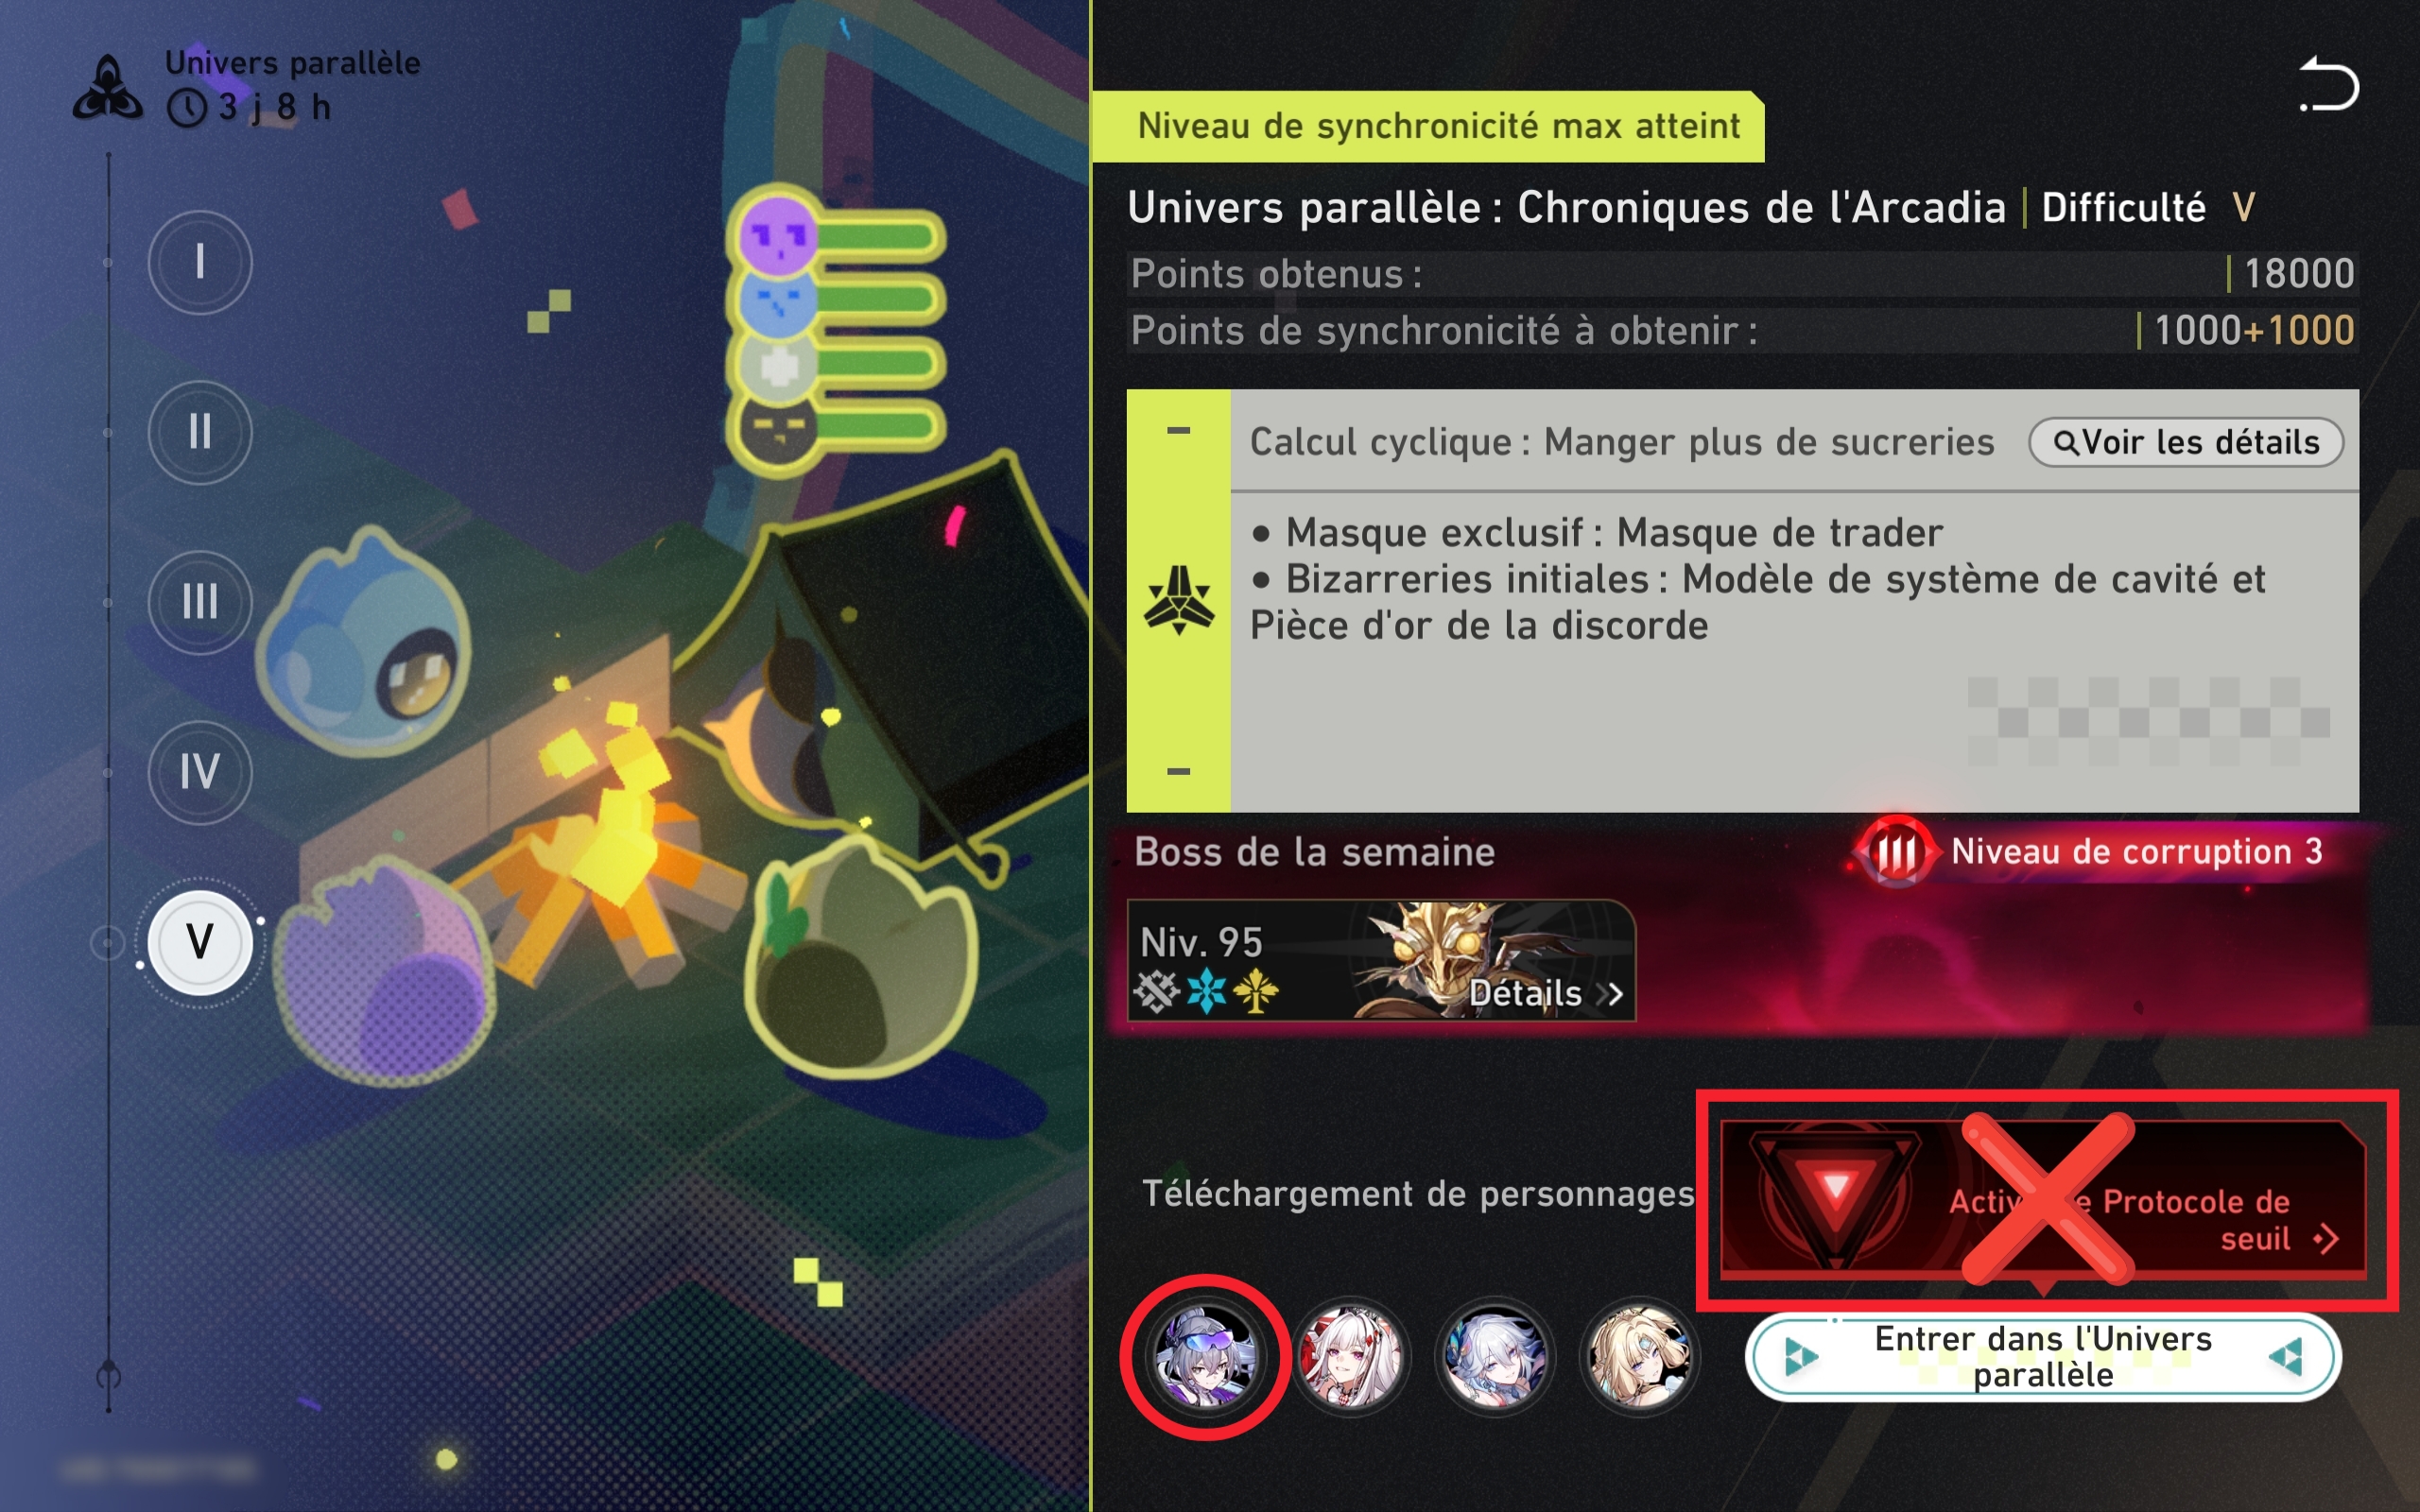 Univers parallèle
3 j 8 h
I
II
III
IV
V
Niveau de synchronicité max atteint
Univers parallèle : Chroniques de l'Arcadia | Difficulté V
Points obtenus : 18000
Points de synchronicité à obtenir : 1000+1000
Calcul cyclique : Manger plus de sucreries
Voir les détails
● Masque exclusif : Masque de trader
● Bizarreries initiales : Modèle de système de cavité et
Pièce d'or de la discorde
Boss de la semaine
Niveau de corruption 3
Niv. 95
Détails
Téléchargement de personnages
Protocole de
seuil
Entrer dans l'Univers
parallèle